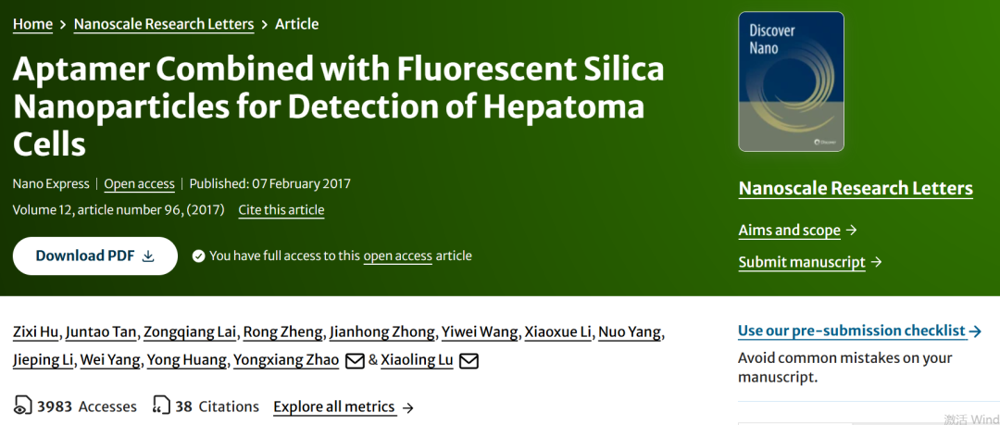 Home > Nanoscale Research Letters > Article
Aptamer Combined with Fluorescent Silica
Nanoparticles for Detection of Hepatoma
Cells
Nano Express | Open access | Published: 07 February 2017
Volume 12, article number 96, (2017) Cite this article
Download PDF
You have full access to this open access article
Discover
Nano
Discover
Nanoscale Research Letters
Aims and scope →
Submit manuscript →
Zixi Hu, Juntao Tan, Zongqiang Lai, Rong Zheng, Jianhong Zhong, Yiwei Wang, Xiaoxue Li, Nuo Yang,
Jieping Li, Wei Yang, Yong Huang, Yongxiang Zhao & Xiaoling Lu
3983 Accesses 38 Citations Explore all metrics →
Use our pre-submission checklist →
Avoid common mistakes on your
manuscript.
激活 Wind